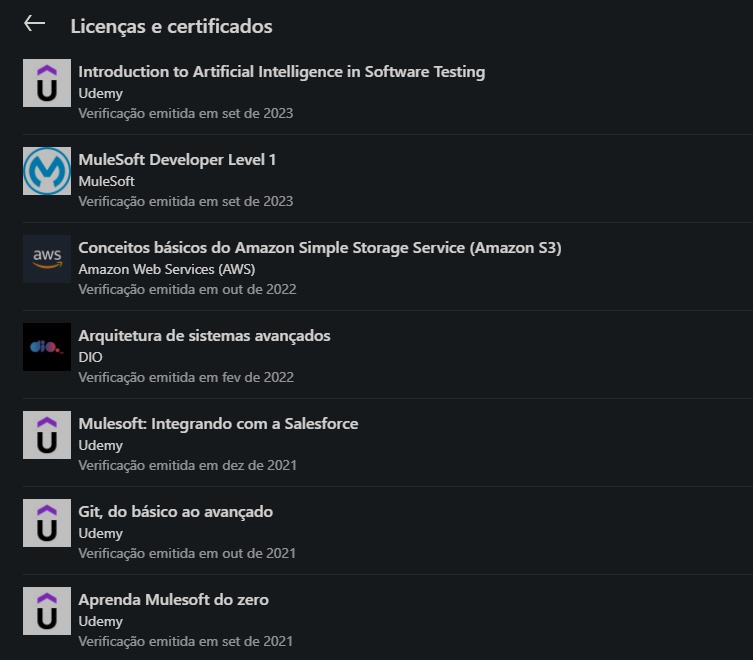 Licenças e certificados
Introduction to Artificial Intelligence in Software Testing
Udemy
Verificação emitida em set de 2023
MuleSoft Developer Level 1
MuleSoft
Verificação emitida em set de 2023
aws
Conceitos básicos do Amazon Simple Storage Service (Amazon S3)
Amazon Web Services (AWS)
Verificação emitida em out de 2022
dio.
Arquitetura de sistemas avançados
DIO
Verificação emitida em fev de 2022
Mulesoft: Integrando com a Salesforce
Udemy
Verificação emitida em dez de 2021
Git, do básico ao avançado
Udemy
Verificação emitida em out de 2021
Aprenda Mulesoft do zero
Udemy
Verificação emitida em set de 2021